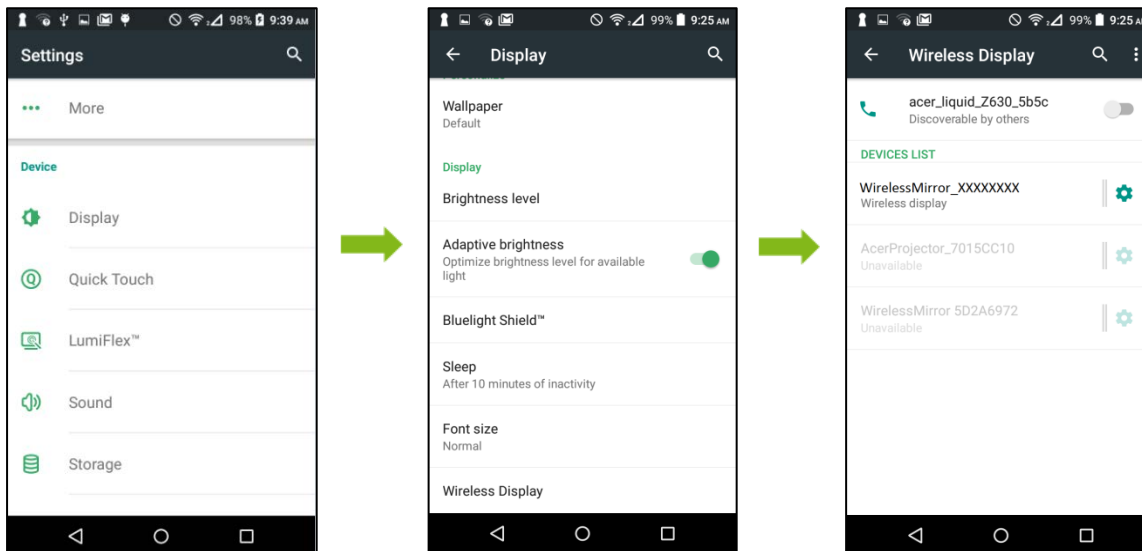 98% 9:39 AM
Settings
More
Device
Display
Quick Touch
LumiFlex™
Sound
Storage
99% 9:25 AM
Display
Wallpaper
Default
Display
Brightness level
Adaptive brightness
Optimize brightness level for available
light
Bluelight Shield™
Sleep
After 10 minutes of inactivity
Font size
Normal
Wireless Display
99% 9:25 A
Wireless Display
acer_liquid_Z630_5b5c
Discoverable by others
DEVICES LIST
WirelessMirror_XXXXXXXX
Wireless display
AcerProjector_7015CC10
Unavailable
WirelessMirror 5D2A6972
Unavailable